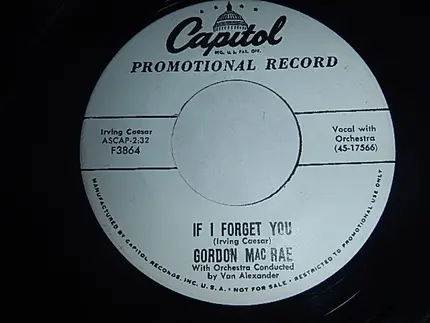 Capitol
REG. U.S. PAT. OFF.
PROMOTIONAL RECORD
Irving Caesar
ASCAP-2:32
F3864
Vocal with
Orchestra
(45-17566)
IF I FORGET YOU
(Irving Caesar)
GORDON MAC RAE
With Orchestra Conducted
by Van Alexander
MANUFACTURED BY CAPITOL RECORDS, INC. U.S.A. • NOT FOR SALE • RESTRICTED TO PROMOTIONAL USE ONLY